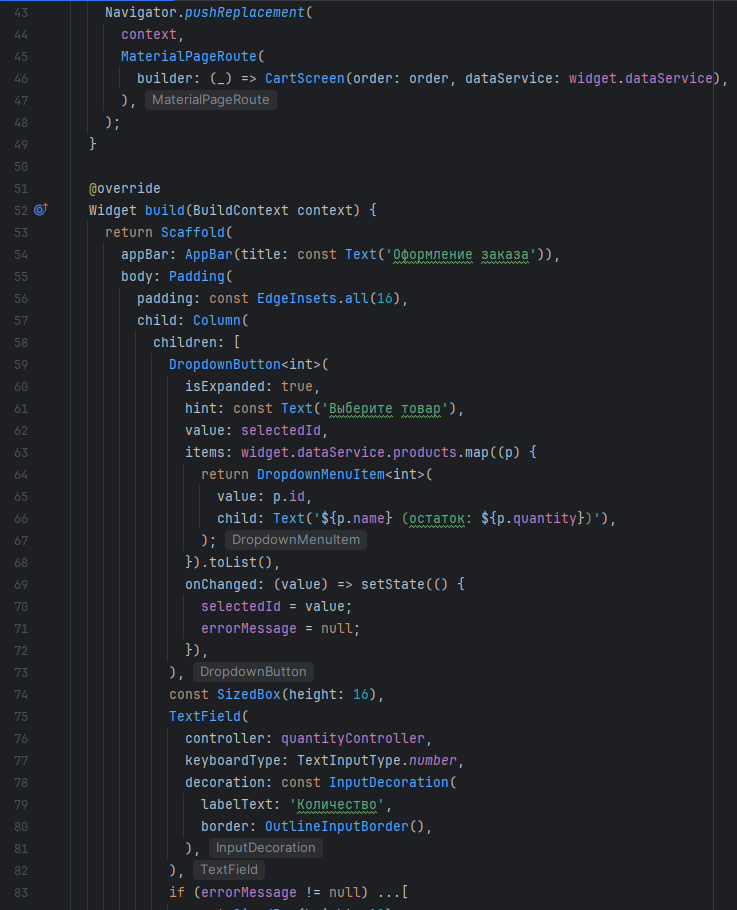 43 Navigator.pushReplacement(
44 context,
45 MaterialPageRoute(
46 builder: (_) => CartScreen(order: order, dataService: widget.dataService),
47 ), MaterialPageRoute
48 );
49 }
50
51 @override
52 Widget build(BuildContext context) {
53 return Scaffold(
54 appBar: AppBar(title: const Text('Оформление заказа')),
55 body: Padding(
56 padding: const EdgeInsets.all(16),
57 child: Column(
58 children: [
59 DropdownButton<int>(
60 isExpanded: true,
61 hint: const Text('Выберите товар'),
62 value: selectedId,
63 items: widget.dataService.products.map((p) {
64 return DropdownMenuItem<int>(
65 value: p.id,
66 child: Text('${p.name} (остаток: ${p.quantity})'),
67 ); DropdownMenuItem
68 }).toList(),
69 onChanged: (value) => setState(() {
70 selectedId = value;
71 errorMessage = null;
72 }),
73 ), DropdownButton
74 const SizedBox(height: 16),
75 TextField(
76 controller: quantityController,
77 keyboardType: TextInputType.number,
78 decoration: const InputDecoration(
79 labelText: 'Количество',
80 border: OutlineInputBorder(),
81 ), InputDecoration
82 ), TextField
83 if (errorMessage != null) ...[